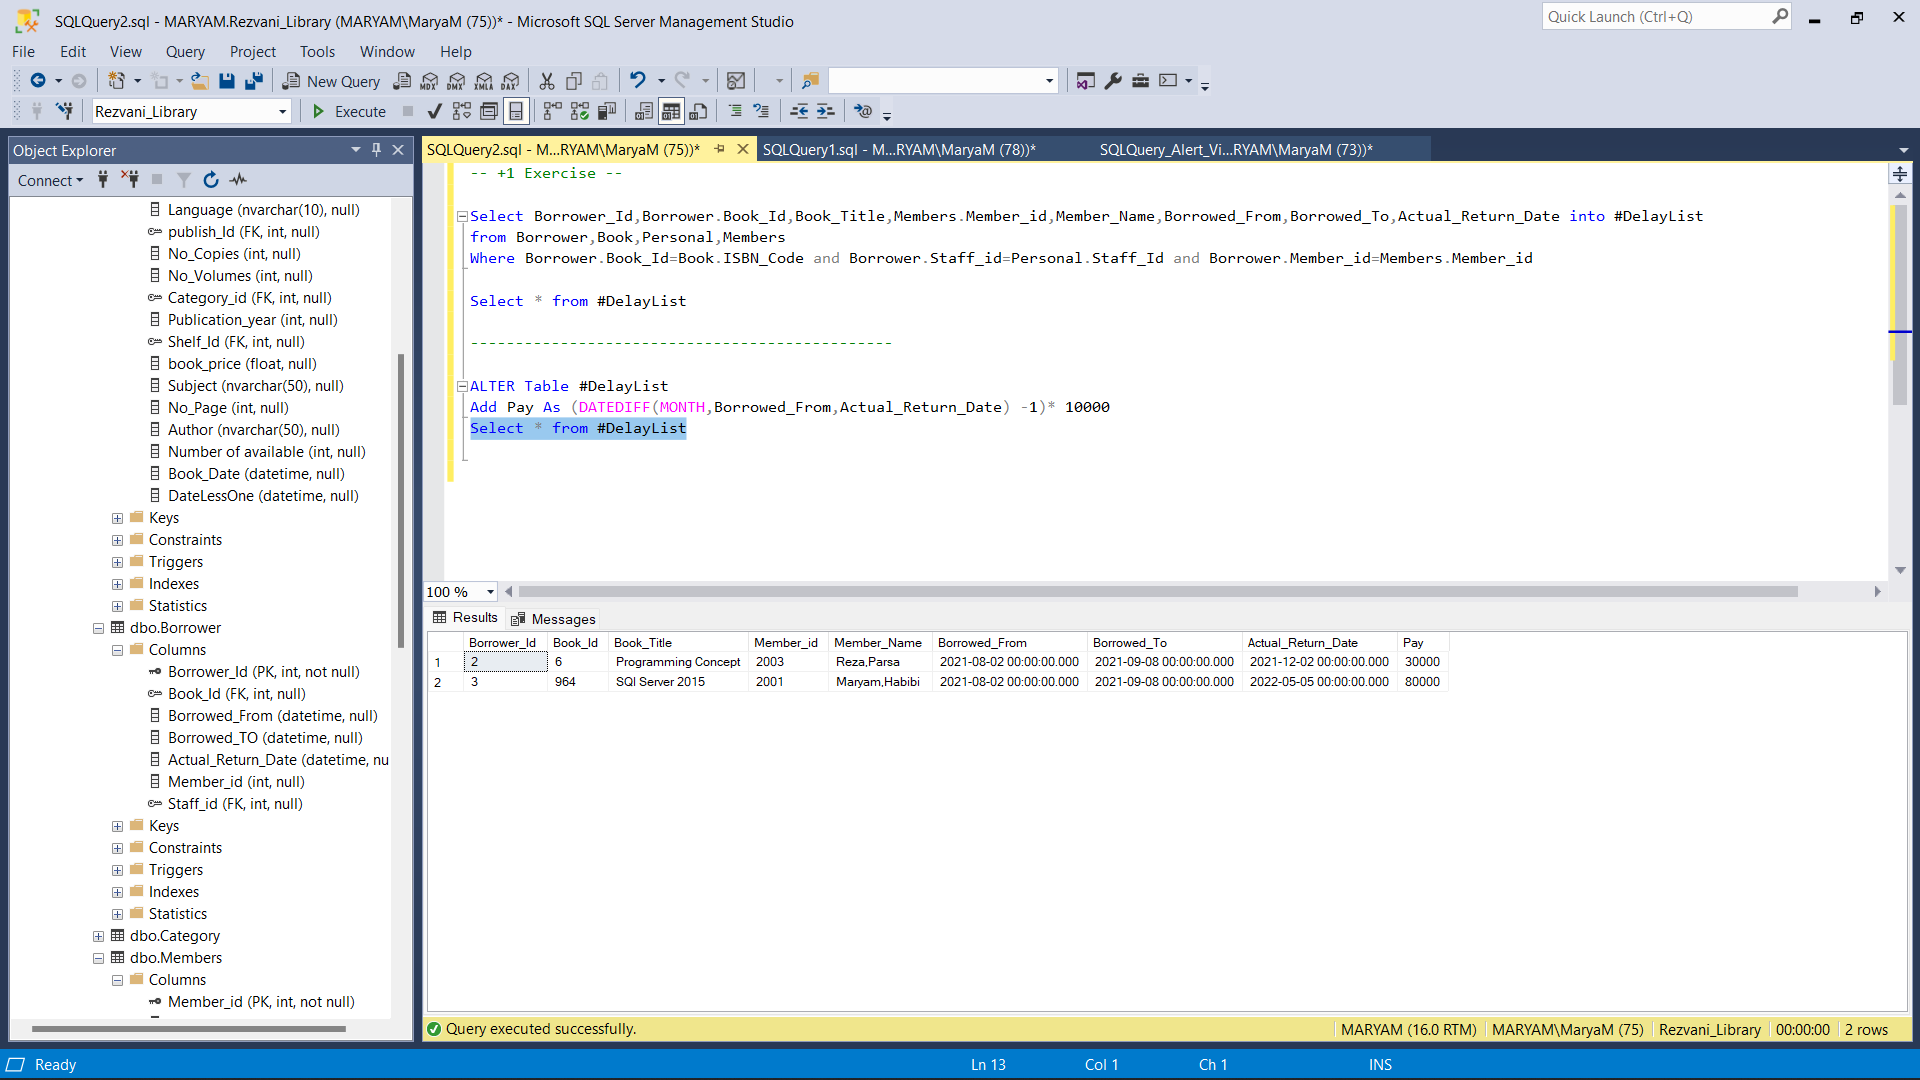 SQLQuery2.sql - MARYAM.Rezvani_Library (MARYAM\MaryaM (75))* - Microsoft SQL Server Management Studio
Quick Launch (Ctrl+Q)
File Edit View Query Project Tools Window Help
New Query
MDX DMX XMLA DAX
Rezvani_Library
Execute
Object Explorer
Connect
Language (nvarchar(10), null)
publish_Id (FK, int, null)
No_Copies (int, null)
No_Volumes (int, null)
Category_id (FK, int, null)
Publication_year (int, null)
Shelf_Id (FK, int, null)
book_price (float, null)
Subject (nvarchar(50), null)
No_Page (int, null)
Author (nvarchar(50), null)
Number of available (int, null)
Book_Date (datetime, null)
DateLessOne (datetime, null)
Keys
Constraints
Triggers
Indexes
Statistics
dbo.Borrower
Columns
Borrower_Id (PK, int, not null)
Book_Id (FK, int, null)
Borrowed_From (datetime, null)
Borrowed_TO (datetime, null)
Actual_Return_Date (datetime, nu
Member_id (int, null)
Staff_id (FK, int, null)
Keys
Constraints
Triggers
Indexes
Statistics
dbo.Category
dbo.Members
Columns
Member_id (PK, int, not null)
SQLQuery2.sql - M...RYAM\MaryaM (75))* SQLQuery1.sql - M...RYAM\MaryaM (78))* SQLQuery_Alert_Vi...RYAM\MaryaM (73))*
-- +1 Exercise --
Select Borrower_Id,Borrower.Book_Id,Book_Title,Members.Member_id,Member_Name,Borrowed_From,Borrowed_To,Actual_Return_Date into #DelayList
from Borrower,Book,Personal,Members
Where Borrower.Book_Id=Book.ISBN_Code and Borrower.Staff_id=Personal.Staff_Id and Borrower.Member_id=Members.Member_id
Select * from #DelayList
-----------------------------------------------
ALTER Table #DelayList
Add Pay As (DATEDIFF(MONTH,Borrowed_From,Actual_Return_Date) -1)* 10000
Select * from #DelayList
100 %
Results Messages
Borrower_Id Book_Id Book_Title Member_id Member_Name Borrowed_From Borrowed_To Actual_Return_Date Pay
1 2 6 Programming Concept 2003 Reza,Parsa 2021-08-02 00:00:00.000 2021-09-08 00:00:00.000 2021-12-02 00:00:00.000 30000
2 3 964 SQl Server 2015 2001 Maryam,Habibi 2021-08-02 00:00:00.000 2021-09-08 00:00:00.000 2022-05-05 00:00:00.000 80000
Query executed successfully.
MARYAM (16.0 RTM) MARYAM\MaryaM (75) Rezvani_Library 00:00:00 2 rows
Ready Ln 13 Col 1 Ch 1 INS